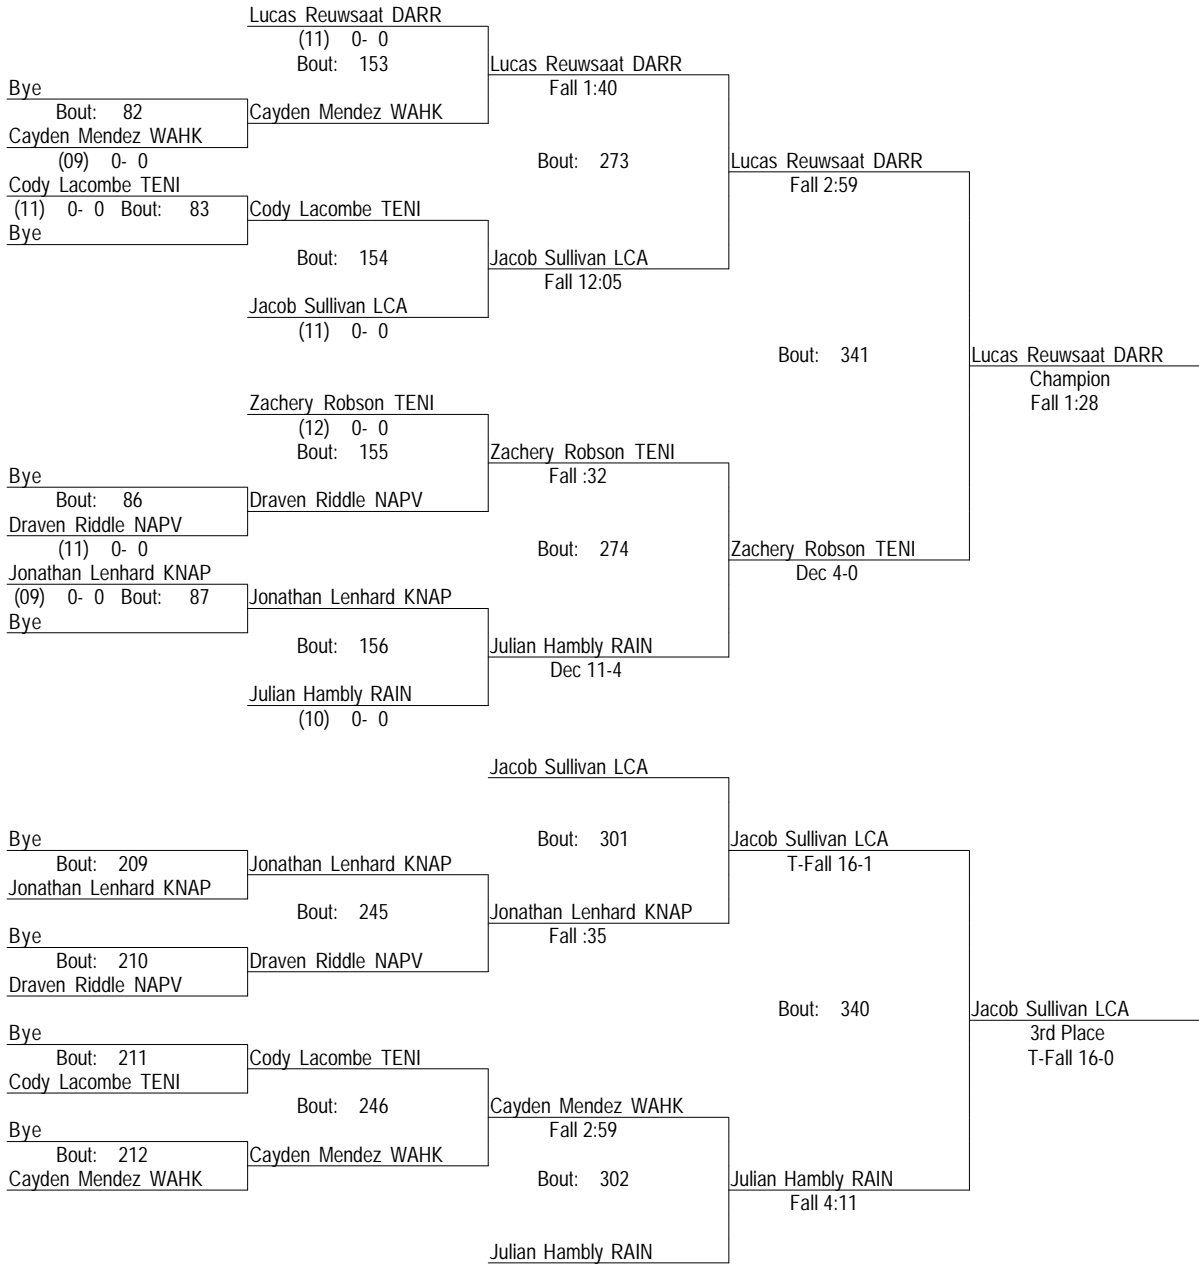 Lucas Reuwsaat DARR
(11) 0- 0
Bout: 153
Lucas Reuwsaat DARR
Fall 1:40
Bye
Bout: 82
Cayden Mendez WAHK
Cayden Mendez WAHK
(09) 0- 0
Bout: 273
Lucas Reuwsaat DARR
Fall 2:59
Cody Lacombe TENI
(11) 0- 0 Bout: 83
Cody Lacombe TENI
Bye
Bout: 154
Jacob Sullivan LCA
Fall 12:05
Jacob Sullivan LCA
(11) 0- 0
Bout: 341
Lucas Reuwsaat DARR
Champion
Fall 1:28
Zachery Robson TENI
(12) 0- 0
Bout: 155
Zachery Robson TENI
Fall :32
Bye
Bout: 86
Draven Riddle NAPV
Draven Riddle NAPV
(11) 0- 0
Bout: 274
Zachery Robson TENI
Dec 4-0
Jonathan Lenhard KNAP
(09) 0- 0 Bout: 87
Jonathan Lenhard KNAP
Bye
Bout: 156
Julian Hambly RAIN
Dec 11-4
Julian Hambly RAIN
(10) 0- 0
Jacob Sullivan LCA
Bout: 301
Jacob Sullivan LCA
T-Fall 16-1
Bye
Bout: 209
Jonathan Lenhard KNAP
Jonathan Lenhard KNAP
Bout: 245
Jonathan Lenhard KNAP
Fall :35
Bye
Bout: 210
Draven Riddle NAPV
Draven Riddle NAPV
Bout: 340
Jacob Sullivan LCA
3rd Place
T-Fall 16-0
Bye
Bout: 211
Cody Lacombe TENI
Cody Lacombe TENI
Bout: 246
Cayden Mendez WAHK
Fall 2:59
Bye
Bout: 212
Cayden Mendez WAHK
Cayden Mendez WAHK
Bout: 302
Julian Hambly RAIN
Fall 4:11
Julian Hambly RAIN